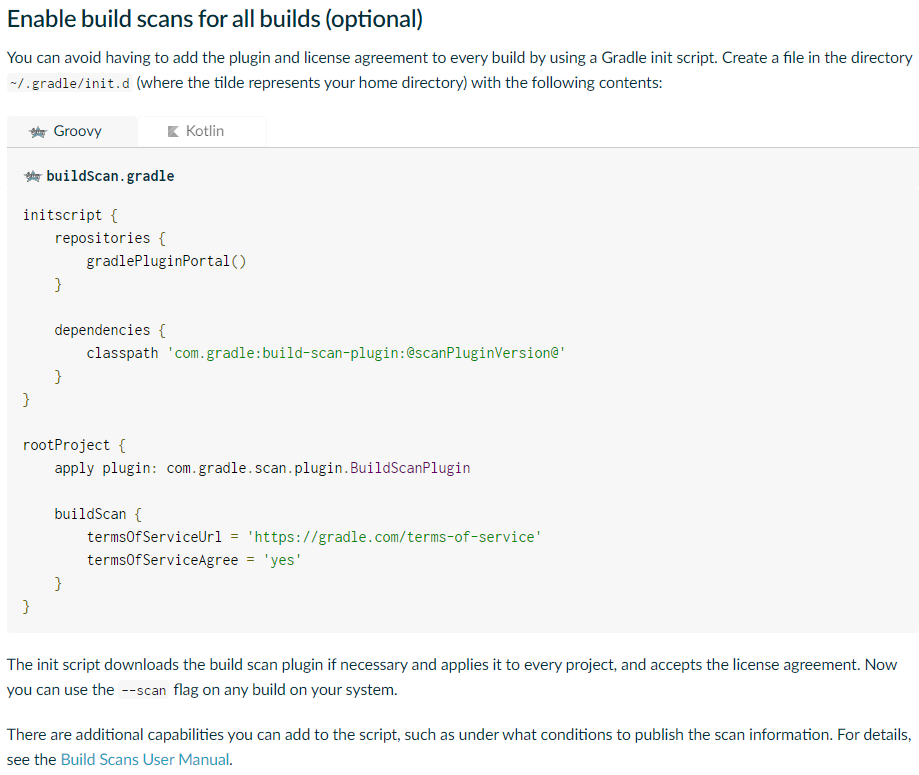 Enable build scans for all builds (optional)
You can avoid having to add the plugin and license agreement to every build by using a Gradle init script. Create a file in the directory
~/.gradle/init.d (where the tilde represents your home directory) with the following contents:
Groovy Kotlin
buildScan.gradle
initscript {
    repositories {
        gradlePluginPortal()
    }
    dependencies {
        classpath 'com.gradle:build-scan-plugin:@scanPluginVersion@'
    }
}
rootProject {
    apply plugin: com.gradle.scan.plugin.BuildScanPlugin
    buildScan {
        termsOfServiceUrl = 'https://gradle.com/terms-of-service'
        termsOfServiceAgree = 'yes'
    }
}
The init script downloads the build scan plugin if necessary and applies it to every project, and accepts the license agreement. Now
you can use the --scan flag on any build on your system.
There are additional capabilities you can add to the script, such as under what conditions to publish the scan information. For details,
see the Build Scans User Manual.